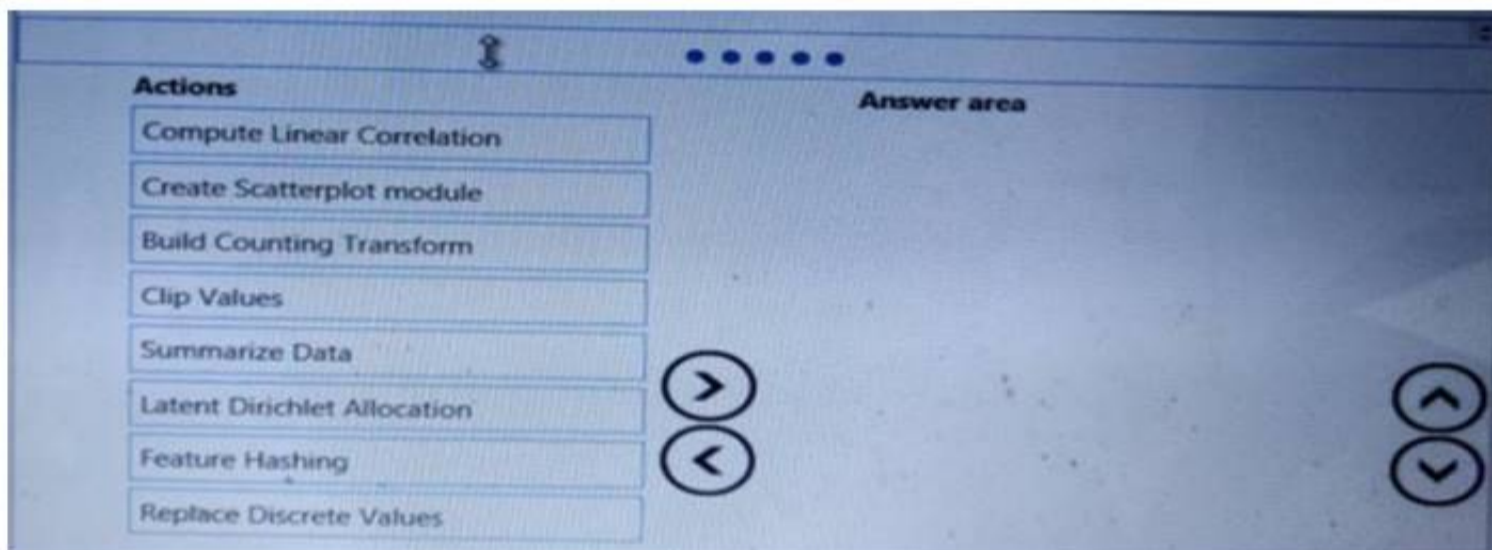 Actions
Answer area
Compute Linear Correlation
Create Scatterplot module
Build Counting Transform
Clip Values
Summarize Data
Latent Dirichlet Allocation
Feature Hashing
Replace Discrete Values